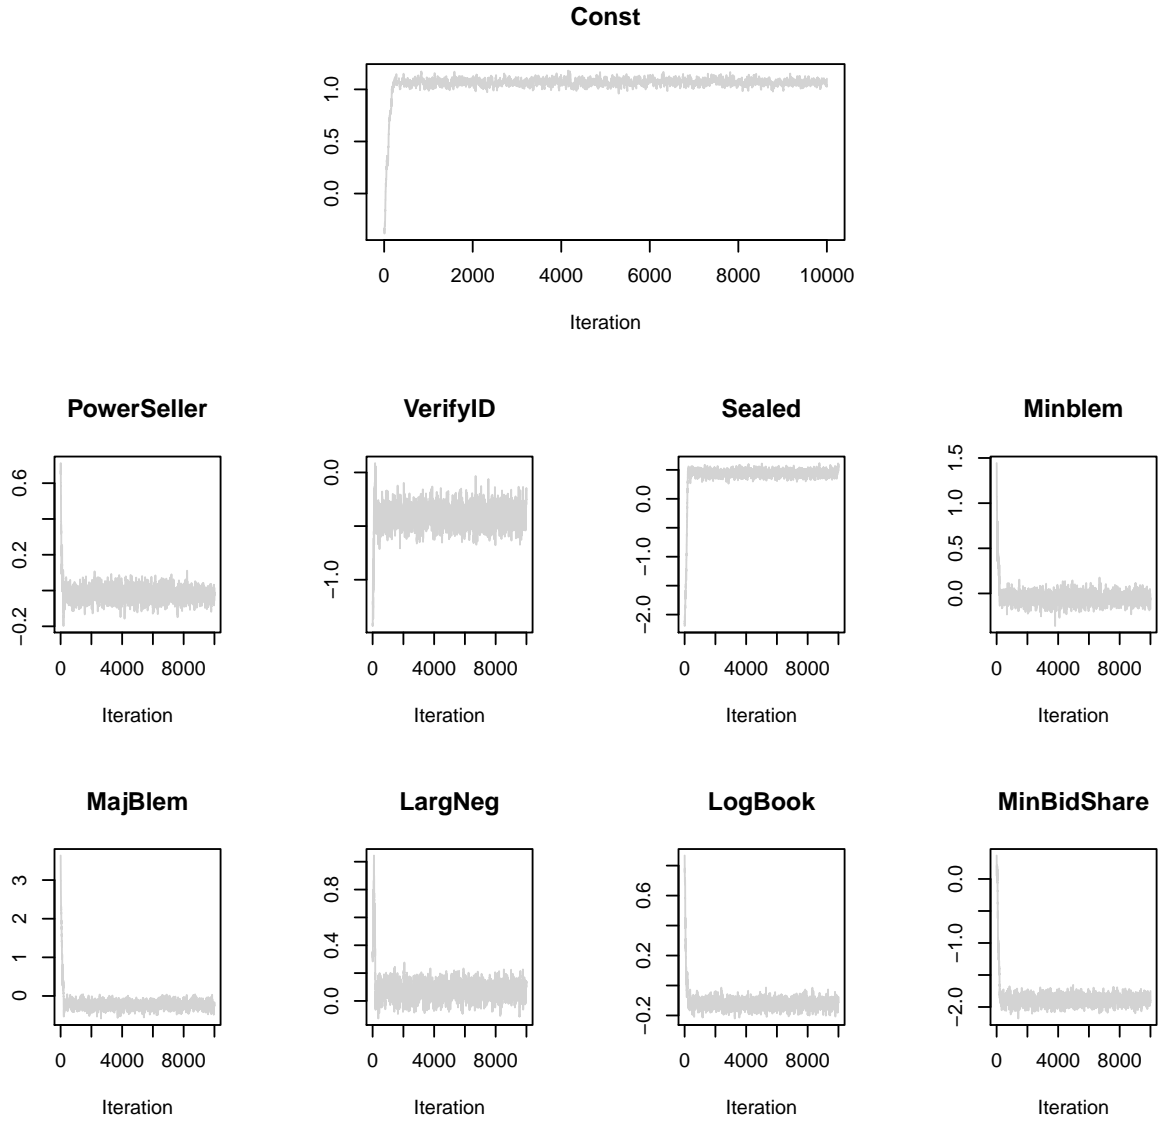 Const
1.0
0.5
0.0
0 2000 4000 6000 8000 10000
Iteration
PowerSeller VerifyID Sealed Minblem
0.6
0.2
−0.2
0 4000 8000
Iteration
0.0
−1.0
0 4000 8000
Iteration
0.0
−1.0
−2.0
0 4000 8000
Iteration
1.5
1.0
0.5
0.0
0 4000 8000
Iteration
MajBlem LargNeg LogBook MinBidShare
3
2
1
0
0 4000 8000
Iteration
0.8
0.4
0.0
0 4000 8000
Iteration
0.6
0.2
−0.2
0 4000 8000
Iteration
0.0
−1.0
−2.0
0 4000 8000
Iteration